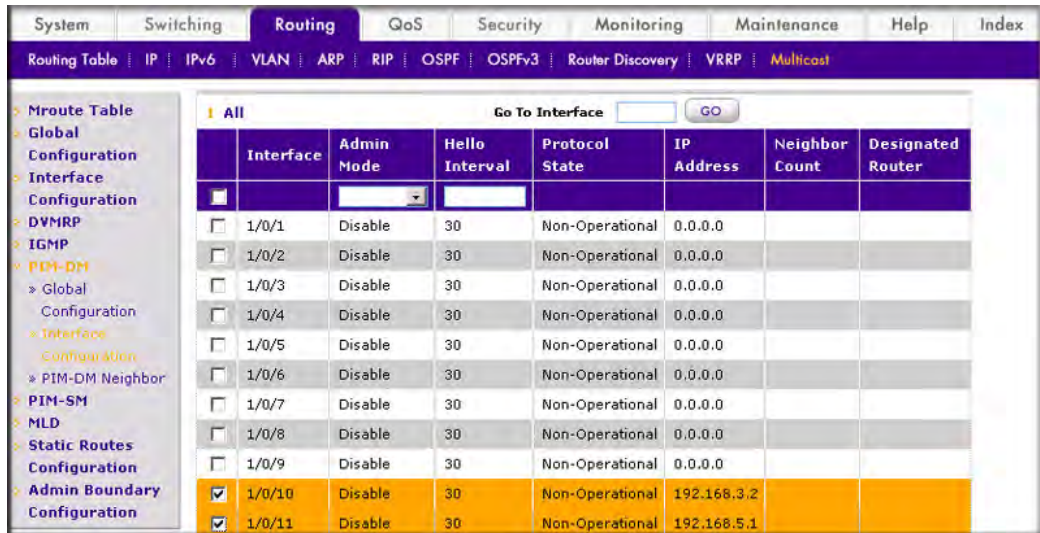 System Switching Routing QoS Security Monitoring Maintenance Help Index
Routing Table IP IPv6 VLAN ARP RIP OSPF OSPFv3 Router Discovery VRRP Multicast
Mroute Table
Global
Configuration
Interface
Configuration
DVMRP
IGMP
PIM-DM
» Global
Configuration
» Interface
Configuration
» PIM-DM Neighbor
PIM-SM
MLD
Static Routes
Configuration
Admin Boundary
Configuration
1 All Go To Interface GO
Interface Admin Mode Hello Interval Protocol State IP Address Neighbor Count Designated Router
1/0/1 Disable 30 Non-Operational 0.0.0.0
1/0/2 Disable 30 Non-Operational 0.0.0.0
1/0/3 Disable 30 Non-Operational 0.0.0.0
1/0/4 Disable 30 Non-Operational 0.0.0.0
1/0/5 Disable 30 Non-Operational 0.0.0.0
1/0/6 Disable 30 Non-Operational 0.0.0.0
1/0/7 Disable 30 Non-Operational 0.0.0.0
1/0/8 Disable 30 Non-Operational 0.0.0.0
1/0/9 Disable 30 Non-Operational 0.0.0.0
1/0/10 Disable 30 Non-Operational 192.168.3.2
1/0/11 Disable 30 Non-Operational 192.168.5.1